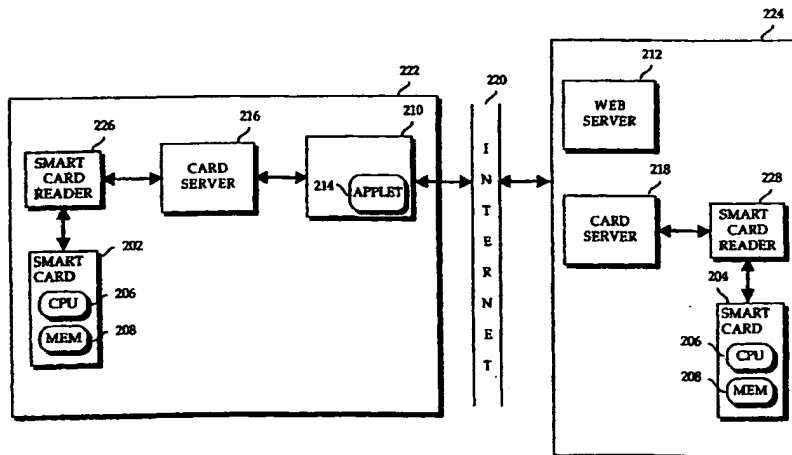 224
222
220
212
WEB
SERVER
226
216
210
SMART
CARD
READER
CARD
SERVER
214
APPLET
INTERNET
218
CARD
SERVER
228
SMART
CARD
READER
202
SMART
CARD
CPU
206
MEM
208
204
SMART
CARD
206
CPU
208
MEM